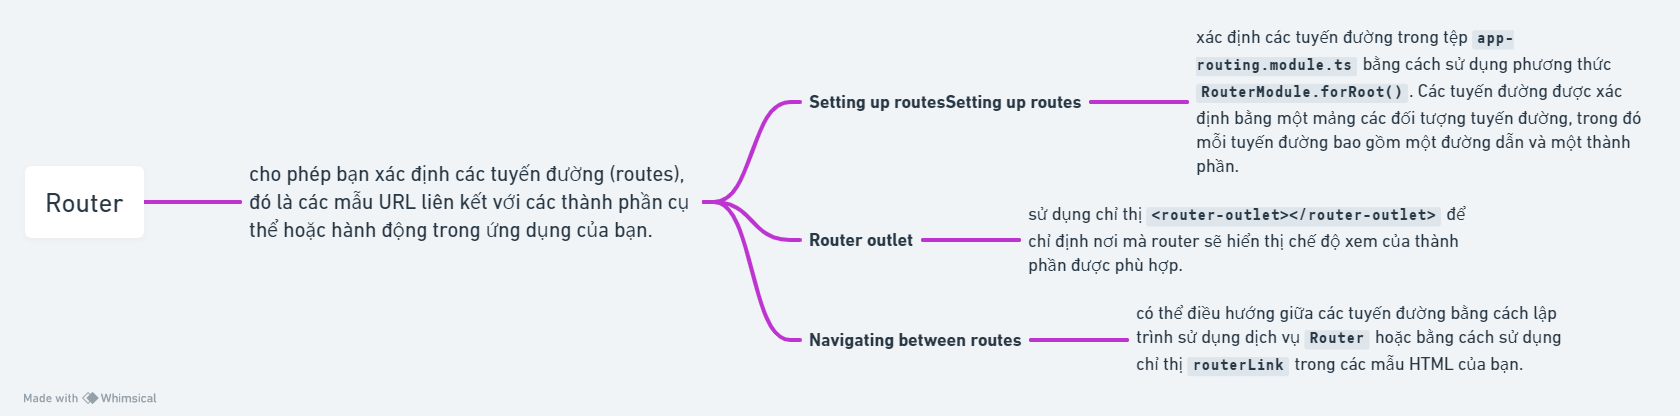 Router
cho phép bạn xác định các tuyến đường (routes),
đó là các mẫu URL liên kết với các thành phần cụ
thể hoặc hành động trong ứng dụng của bạn.
Setting up routesSetting up routes
xác định các tuyến đường trong tệp app-
routing.module.ts bằng cách sử dụng phương thức
RouterModule.forRoot() . Các tuyến đường được xác
định bằng một mảng các đối tượng tuyến đường, trong đó
mỗi tuyến đường bao gồm một đường dẫn và một thành
phần.
Router outlet
sử dụng chỉ thị <router-outlet></router-outlet> để
chỉ định nơi mà router sẽ hiển thị chế độ xem của thành
phần được phù hợp.
Navigating between routes
có thể điều hướng giữa các tuyến đường bằng cách lập
trình sử dụng dịch vụ Router hoặc bằng cách sử dụng
chỉ thị routerLink trong các mẫu HTML của bạn.
Made with Whimsical